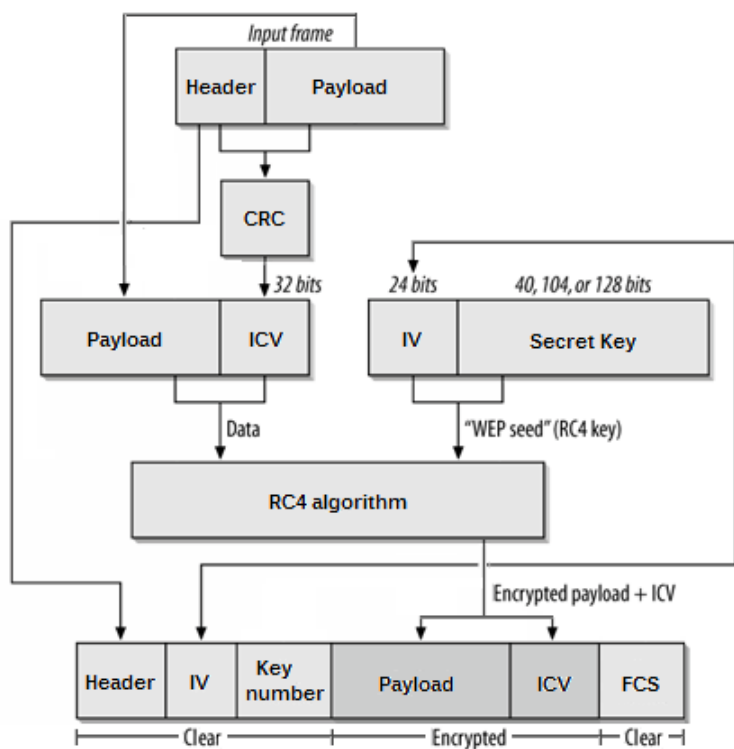 Input frame
Header Payload
CRC
32 bits 24 bits 40, 104, or 128 bits
Payload ICV IV Secret Key
Data "WEP seed" (RC4 key)
RC4 algorithm
Encrypted payload + ICV
Header IV Key number Payload ICV FCS
Clear Encrypted Clear